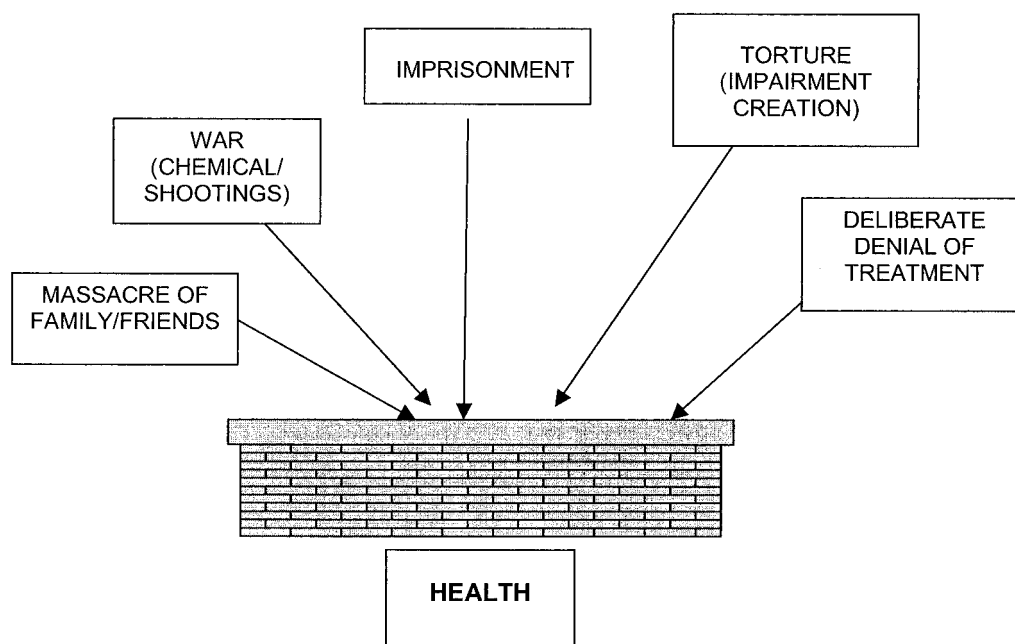 IMPRISONMENT
TORTURE
(IMPAIRMENT
CREATION)
WAR
(CHEMICAL/
SHOOTINGS)
DELIBERATE
DENIAL OF
TREATMENT
MASSACRE OF
FAMILY/FRIENDS
HEALTH